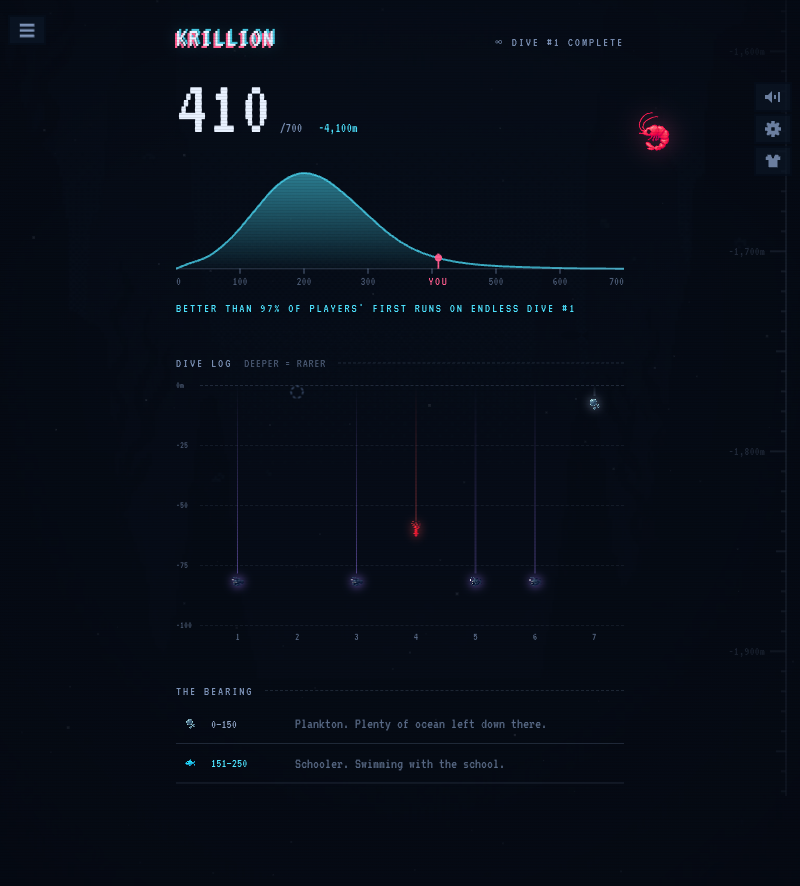 KRILLION
∞ DIVE #1 COMPLETE
410 /700 -4,100m
0 100 200 300 YOU 500 600 700
BETTER THAN 97% OF PLAYERS' FIRST RUNS ON ENDLESS DIVE #1
DIVE LOG DEEPER = RARER
0m
-25
-50
-75
-100
1 2 3 4 5 6 7
THE BEARING
0-150 Plankton. Plenty of ocean left down there.
151-250 Schooler. Swimming with the school.
-1,600m
-1,700m
-1,800m
-1,900m